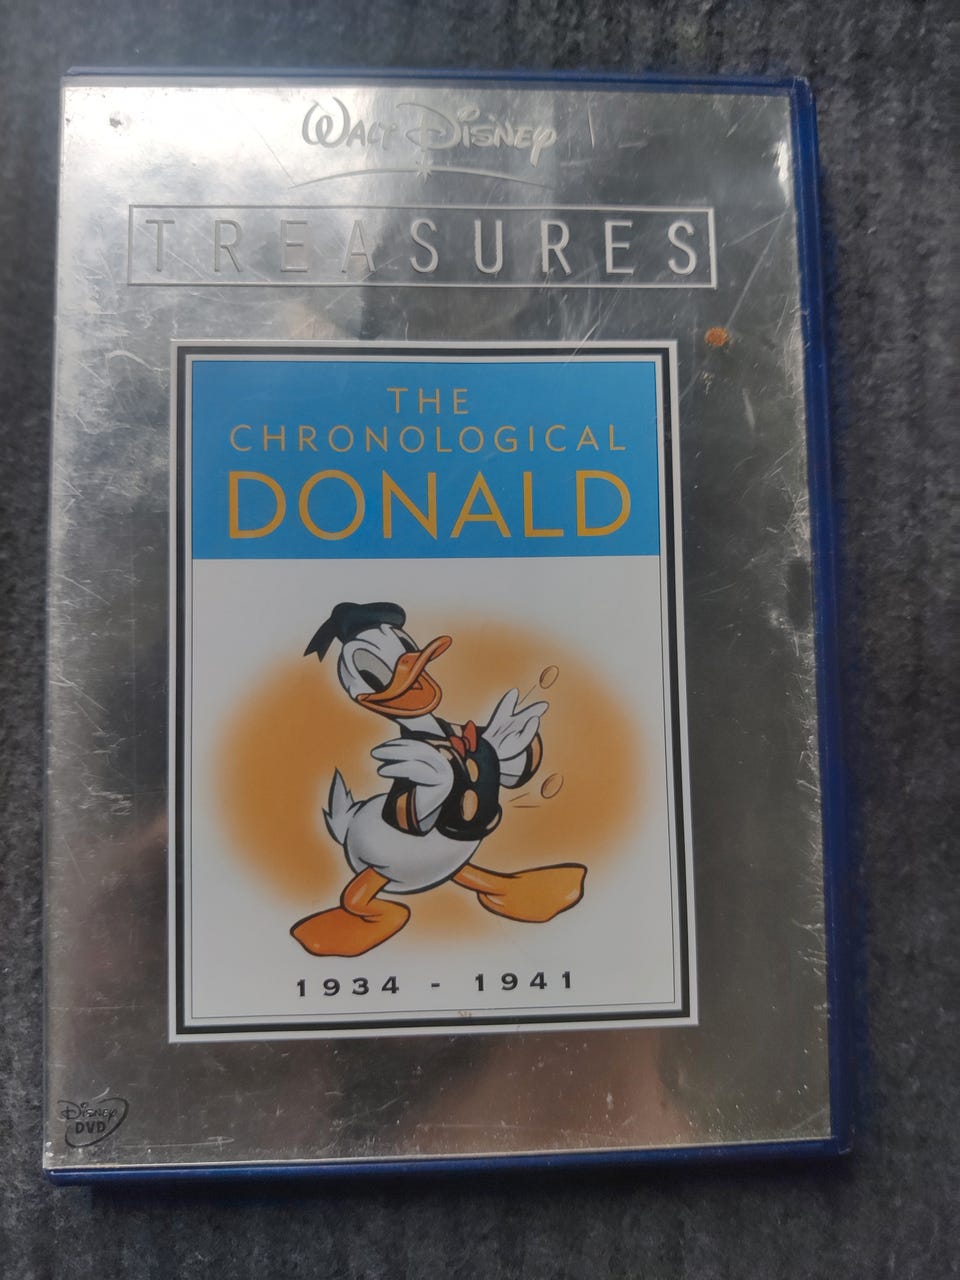 WALT DISNEY
TREASURES
THE
CHRONOLOGICAL
DONALD
1934 - 1941
DISNEY
DVD